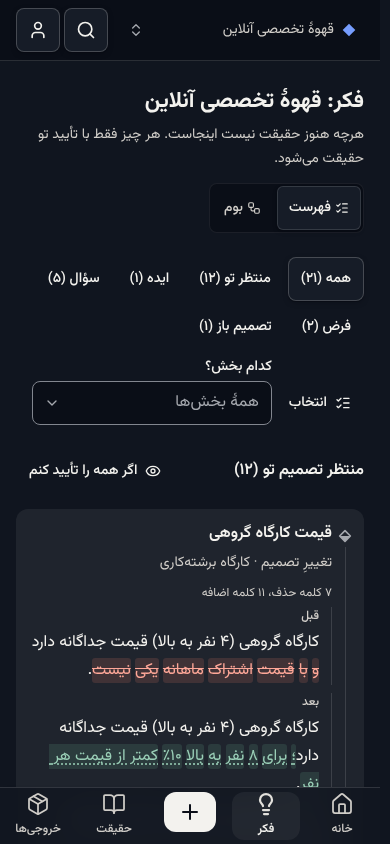 قهوهٔ تخصصی آنلاین
فکر: قهوهٔ تخصصی آنلاین
هرچه هنوز حقیقت نیست اینجاست. هر چیز فقط با تأیید تو
حقیقت می‌شود.
فهرست
بوم
همه (۲۱)
منتظر تو (۱۲)
ایده (۱)
سؤال (۵)
فرض (۲)
تصمیم باز (۱)
کدام بخش؟
انتخاب
همهٔ بخش‌ها
منتظر تصمیم تو (۱۲)
اگر همه را تأیید کنم
قیمت کارگاه گروهی
تغییرِ تصمیم · کارگاه برشته‌کاری
۷ کلمه حذف، ۱۱ کلمه اضافه
قبل
کارگاه گروهی (۴ نفر به بالا) قیمت جداگانه دارد
و با قیمت اشتراک ماهانه یکی نیست.
بعد
کارگاه گروهی (۴ نفر به بالا) قیمت جداگانه
دارد؛ برای ۸ نفر به بالا ۱۰٪ کمتر از قیمت هر
نفر.
خانه
فکر
حقیقت
خروجی‌ها